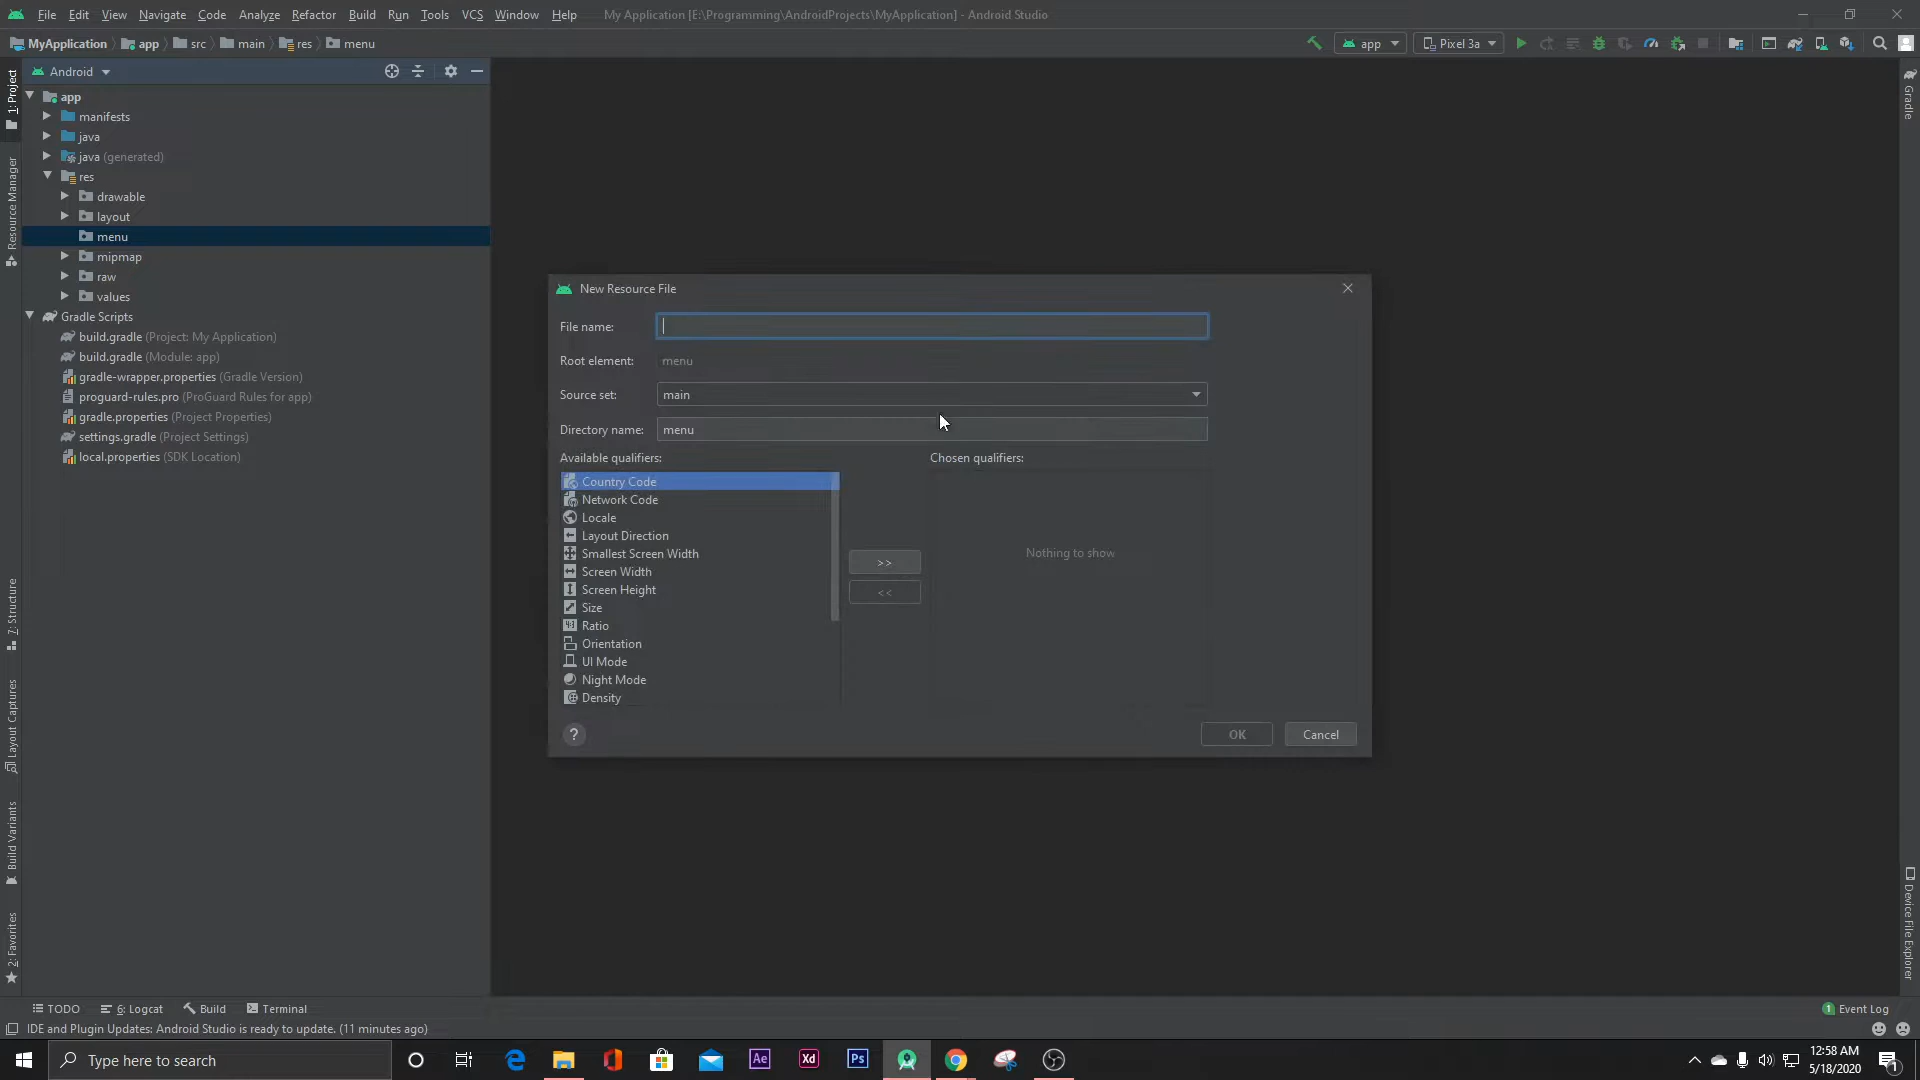 File Edit View Navigate Code Analyze Refactor Build Run Tools VCS Window Help My Application [E:\Programming\AndroidProjects\MyApplication] - Android Studio
MyApplication app src main res menu app Pixel 3a
Android
app
manifests
java
java (generated)
res
drawable
layout
menu
mipmap
raw
values
Gradle Scripts
build.gradle (Project: My Application)
build.gradle (Module: app)
gradle-wrapper.properties (Gradle Version)
proguard-rules.pro (ProGuard Rules for app)
gradle.properties (Project Properties)
settings.gradle (Project Settings)
local.properties (SDK Location)
1: Project
Resource Manager
7: Structure
Layout Captures
Build Variants
2: Favorites
New Resource File
File name:
Root element: menu
Source set: main
Directory name: menu
Available qualifiers: Chosen qualifiers:
Country Code
Network Code
Locale
Layout Direction
Smallest Screen Width
Screen Width
Screen Height
Size
Ratio
Orientation
UI Mode
Night Mode
Density
>>
<<
Nothing to show
? OK Cancel
Gradle
Device File Explorer
TODO 6: Logcat Build Terminal 1 Event Log
IDE and Plugin Updates: Android Studio is ready to update. (11 minutes ago)
Type here to search Ae Xd Ps
12:58 AM
5/18/2020
1